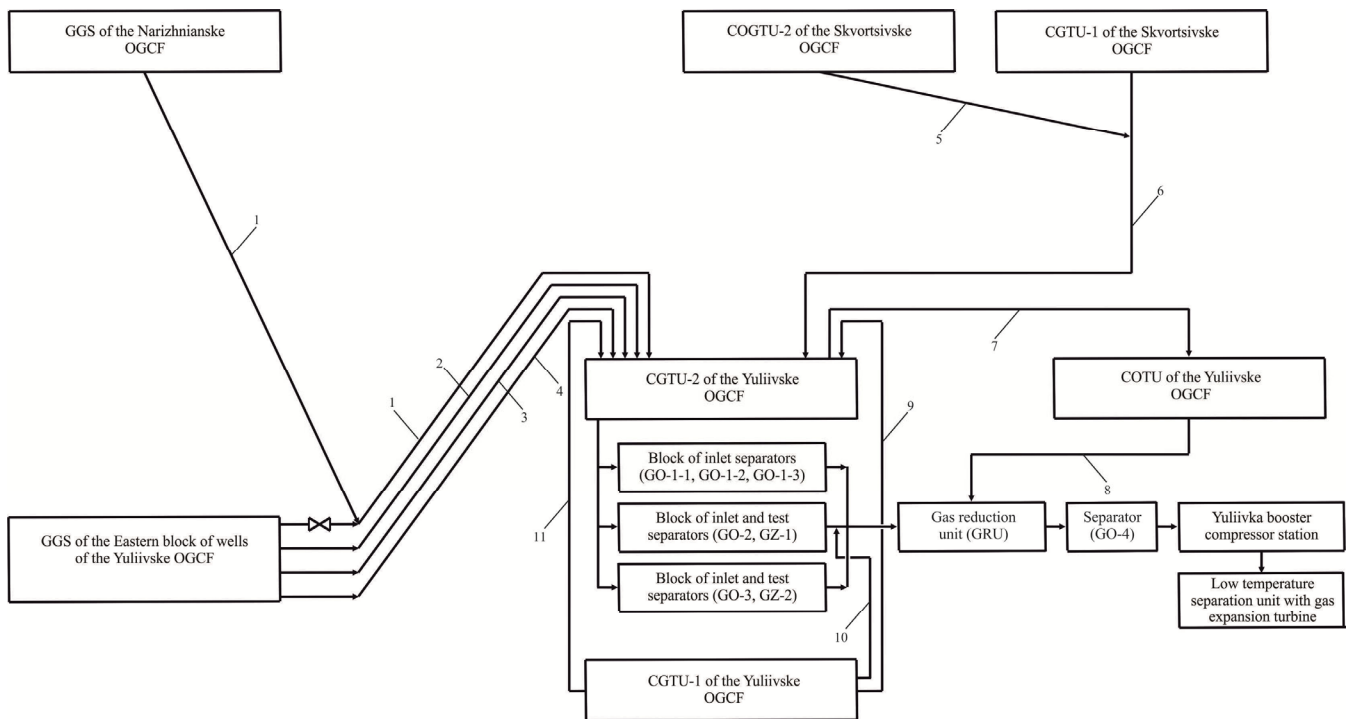 GGS of the Narizhnianske
OGCF
COGTU-2 of the Skvortsivske
OGCF
CGTU-1 of the Skvortsivske
OGCF
1
5
6
7
2
4
3
1
9
CGTU-2 of the Yuliivske
OGCF
COTU of the Yuliivske
OGCF
Block of inlet separators
(GO-1-1, GO-1-2, GO-1-3)
8
11
GGS of the Eastern block of wells
of the Yuliivske OGCF
Block of inlet and test
separators (GO-2, GZ-1)
Gas reduction
unit (GRU)
Separator
(GO-4)
Yuliivka booster
compressor station
Block of inlet and test
separators (GO-3, GZ-2)
Low temperature
separation unit with gas
expansion turbine
10
CGTU-1 of the Yuliivske
OGCF